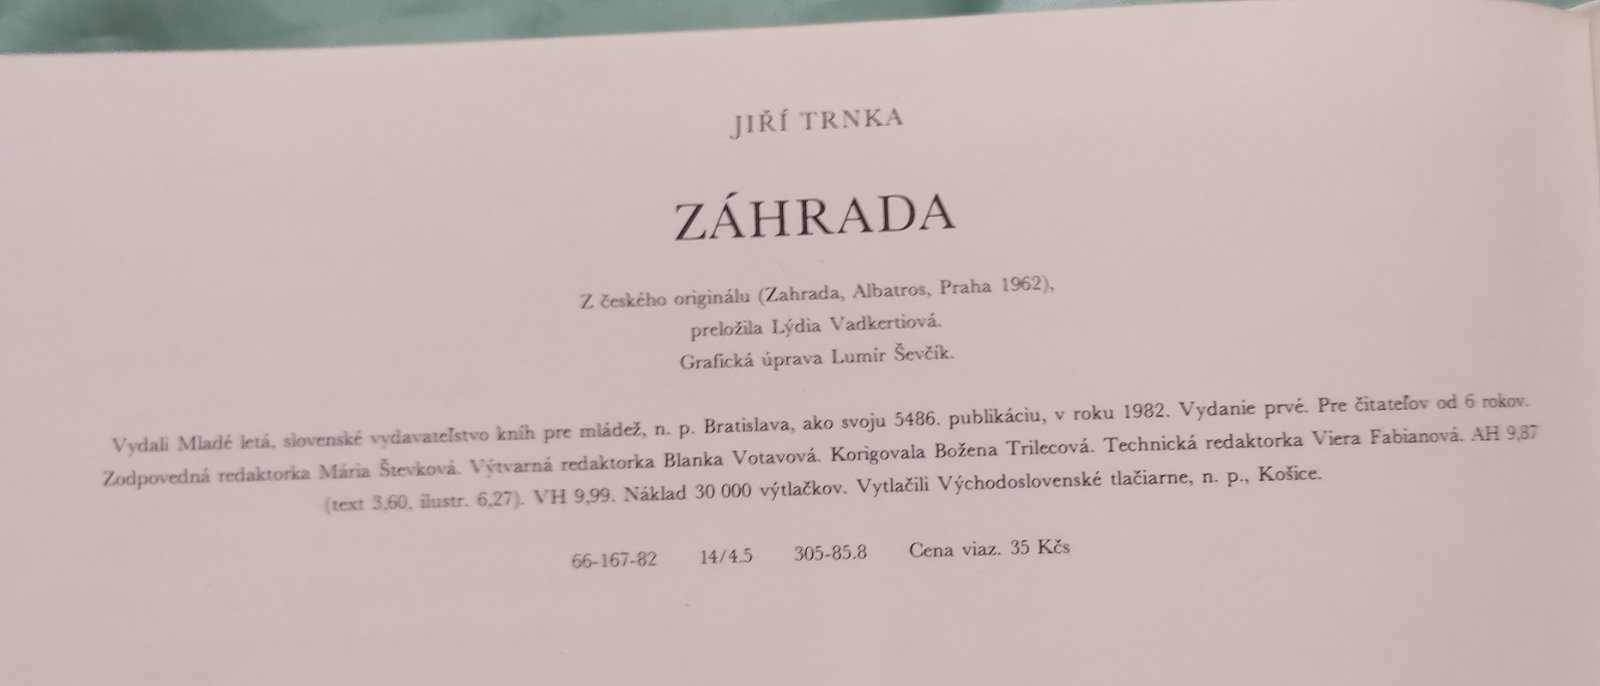 JIŘÍ TRNKA
ZÁHRADA
Z českého originálu (Zahrada, Albatros, Praha 1962),
preložila Lýdia Vadkertiová.
Grafická úprava Lumír Ševčík.
Vydali Mladé letá, slovenské vydavateľstvo kníh pre mládež, n. p. Bratislava, ako svoju 5486. publikáciu, v roku 1982. Vydanie prvé. Pre čitateľov od 6 rokov.
Zodpovedná redaktorka Mária Števková. Výtvarná redaktorka Blanka Votavová. Korigovala Božena Trilecová. Technická redaktorka Viera Fabianová. AH 9,87
(text 3,60, ilustr. 6,27). VH 9,99. Náklad 30 000 výtlačkov. Vytlačili Východoslovenské tlačiarne, n. p., Košice.
66-167-82 14/4.5 305-85.8 Cena viaz. 35 Kčs